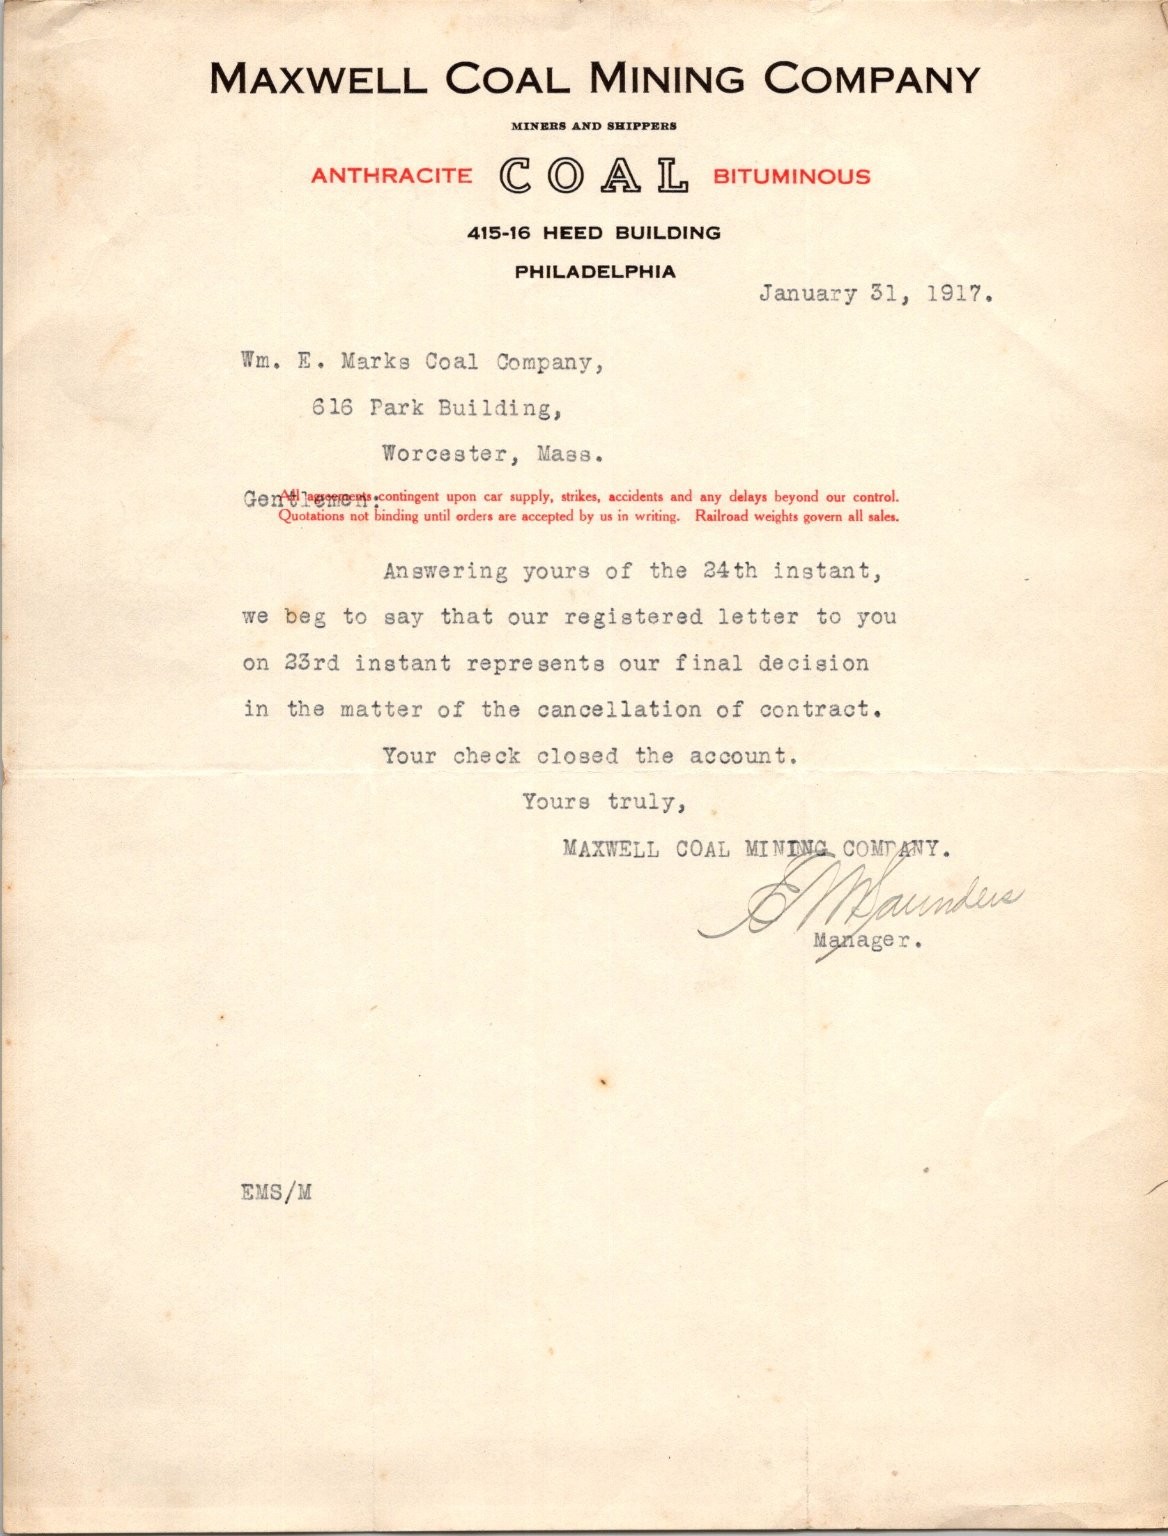 MAXWELL COAL MINING COMPANY
MINERS AND SHIPPERS
ANTHRACITE COAL BITUMINOUS
415-16 HEED BUILDING
PHILADELPHIA
January 31, 1917.
Wm. E. Marks Coal Company,
616 Park Building,
Worcester, Mass.
Gentlemen:
All agreements contingent upon car supply, strikes, accidents and any delays beyond our control.
Quotations not binding until orders are accepted by us in writing. Railroad weights govern all sales.
Answering yours of the 24th instant,
we beg to say that our registered letter to you
on 23rd instant represents our final decision
in the matter of the cancellation of contract.
Your check closed the account.
Yours truly,
MAXWELL COAL MINING COMPANY.
E M Saunders
Manager.
EMS/M